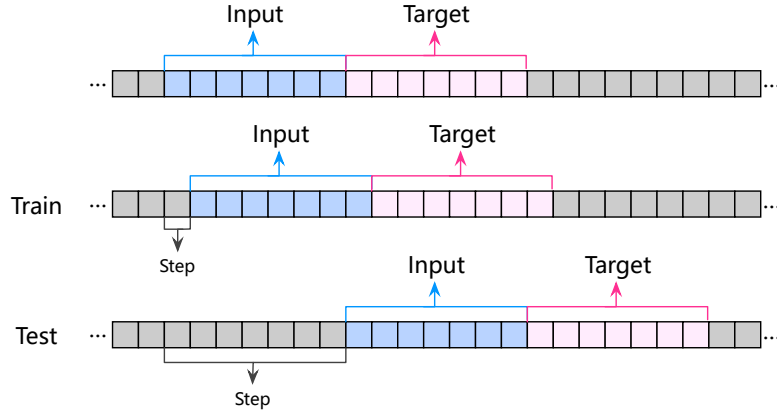 Input Target
... ...
Input Target
Train ... ...
Step
Input Target
Test ... ...
Step